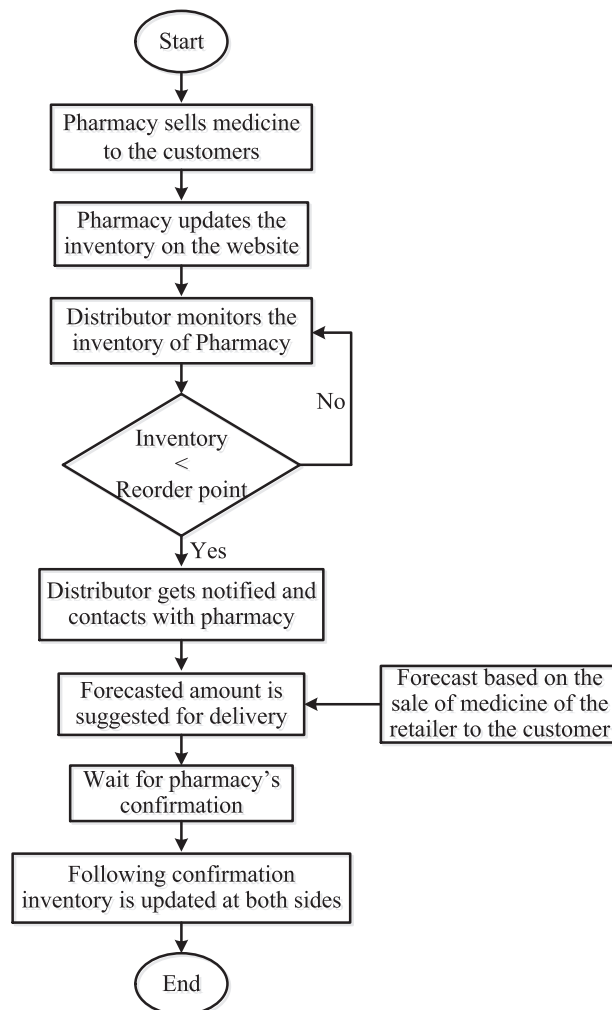 Start
Pharmacy sells medicine
to the customers
Pharmacy updates the
inventory on the website
Distributor monitors the
inventory of Pharmacy
No
Inventory
<
Reorder point
Yes
Distributor gets notified and
contacts with pharmacy
Forecasted amount is
suggested for delivery
Forecast based on the
sale of medicine of the
retailer to the customer
Wait for pharmacy’s
confirmation
Following confirmation
inventory is updated at both sides
End